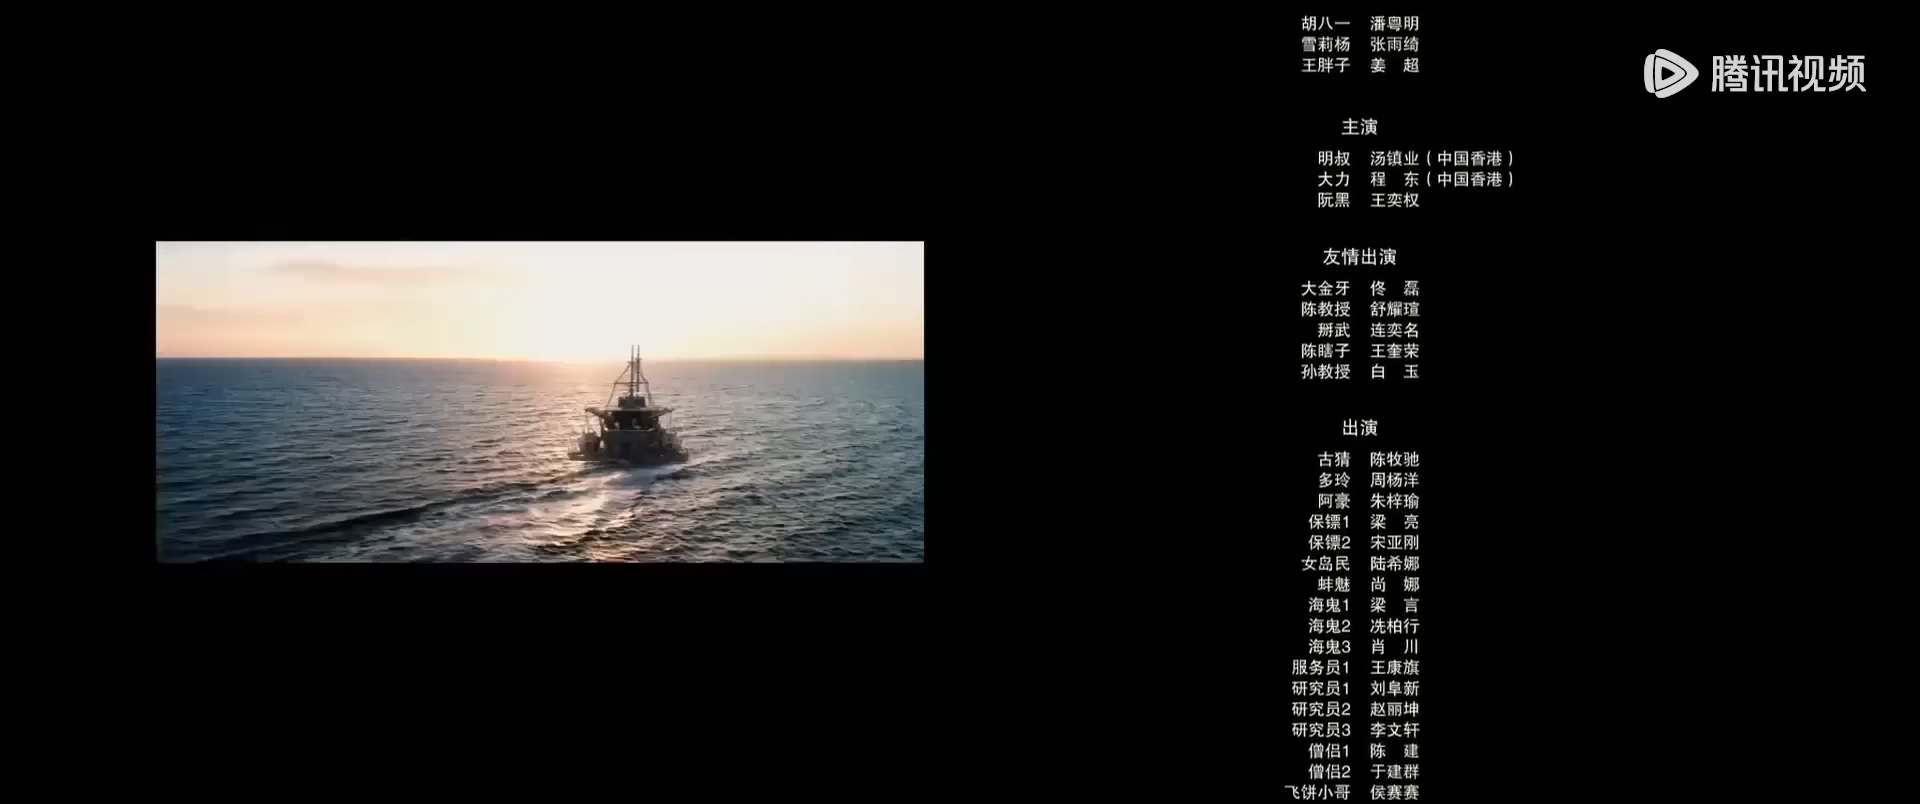 胡八一 潘粤明
雪莉杨 张雨绮
王胖子 姜 超
腾讯视频
主演
明叔 汤镇业（中国香港）
大力 程 东（中国香港）
阮黑 王奕权
友情出演
大金牙 佟 磊
陈教授 舒耀瑄
掰武 连奕名
陈瞎子 王奎荣
孙教授 白 玉
出演
古猜 陈牧驰
多玲 周杨洋
阿豪 朱梓瑜
保镖1 梁 亮
保镖2 宋亚刚
女岛民 陆希娜
蚌魅 尚 娜
海鬼1 梁 言
海鬼2 冼柏行
海鬼3 肖 川
服务员1 王康旗
研究员1 刘阜新
研究员2 赵丽坤
研究员3 李文轩
僧侣1 陈 建
僧侣2 于建群
飞饼小哥 侯赛赛